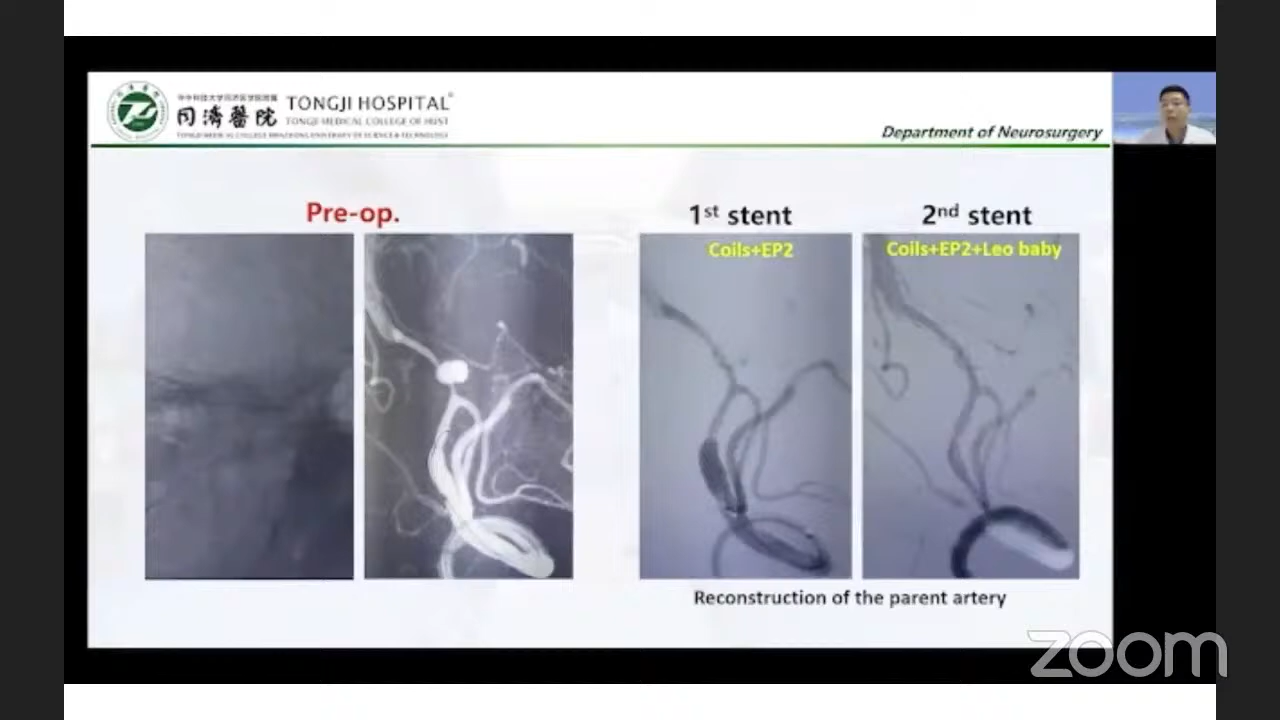 同濟醫院
TONGJI HOSPITAL
TONGJI MEDICAL COLLEGE OF HUST
Department of Neurosurgery
Pre-op.
1st stent
2nd stent
Coils+EP2
Coils+EP2+Leo baby
Reconstruction of the parent artery
zoom